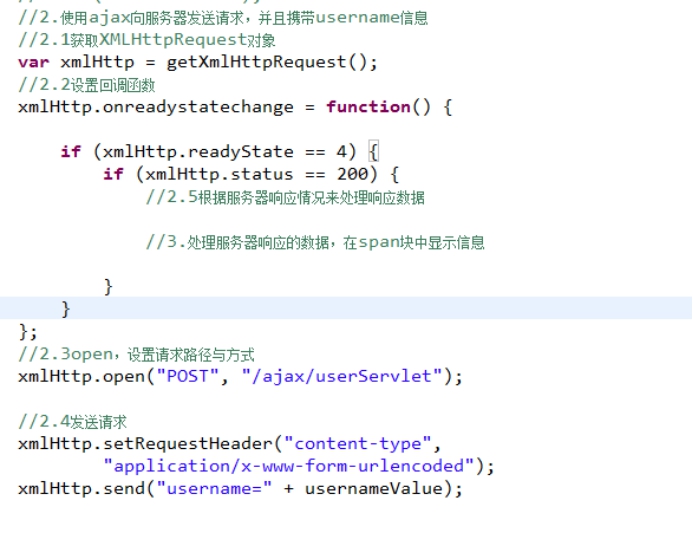 //2.使用ajax向服务器发送请求，并且携带username信息
//2.1获取XMLHttpRequest对象
var xmlHttp = getXmlHttpRequest();
//2.2设置回调函数
xmlHttp.onreadystatechange = function() {
if (xmlHttp.readyState == 4) {
if (xmlHttp.status == 200) {
//2.5根据服务器响应情况来处理响应数据
//3.处理服务器响应的数据，在span块中显示信息
}
}
};
//2.3open，设置请求路径与方式
xmlHttp.open("POST", "/ajax/userServlet");
//2.4发送请求
xmlHttp.setRequestHeader("content-type",
"application/x-www-form-urlencoded");
xmlHttp.send("username=" + usernameValue);